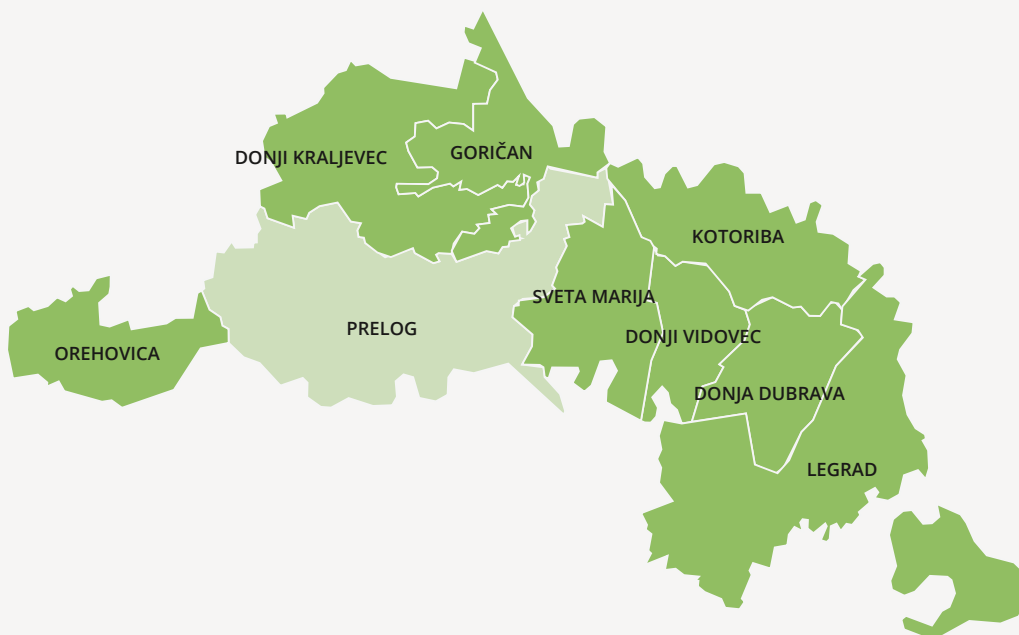 GORIČAN
DONJI KRALJEVEC
KOTORIBA
SVETA MARIJA
PRELOG
DONJI VIDOVEC
OREHOVICA
DONJA DUBRAVA
LEGRAD